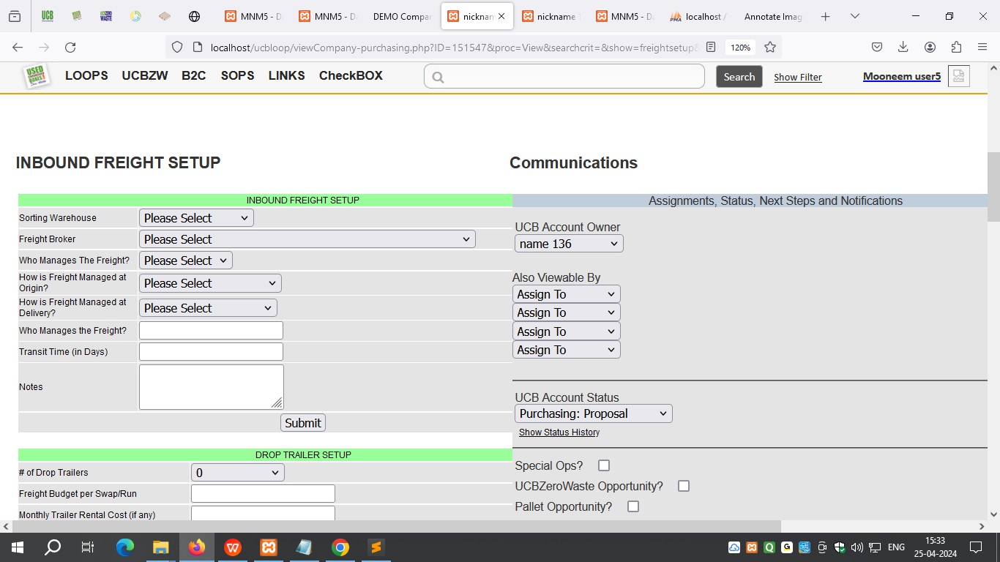 UCB
UCBZERO WASTE
MNM5 - D
MNM5 - D
DEMO Compan
nicknam
nickname
MNM5 - D
localhost /
Annotate Imag
localhost/ucbloop/viewCompany-purchasing.php?ID=151547&proc=View&searchcrit=&show=freightsetup&
120%
LOOPS UCBZW B2C SOPS LINKS CheckBOX
Search
Show Filter
Mooneem user5
INBOUND FREIGHT SETUP
INBOUND FREIGHT SETUP
Sorting Warehouse Please Select
Freight Broker Please Select
Who Manages The Freight? Please Select
How is Freight Managed at
Origin?
Please Select
How is Freight Managed at
Delivery?
Please Select
Who Manages the Freight?
Transit Time (in Days)
Notes
Submit
DROP TRAILER SETUP
# of Drop Trailers 0
Freight Budget per Swap/Run
Monthly Trailer Rental Cost (if any)
Communications
Assignments, Status, Next Steps and Notifications
UCB Account Owner
name 136
Also Viewable By
Assign To
Assign To
Assign To
Assign To
UCB Account Status
Purchasing: Proposal
Show Status History
Special Ops?
UCBZeroWaste Opportunity?
Pallet Opportunity?
ENG
15:33
25-04-2024